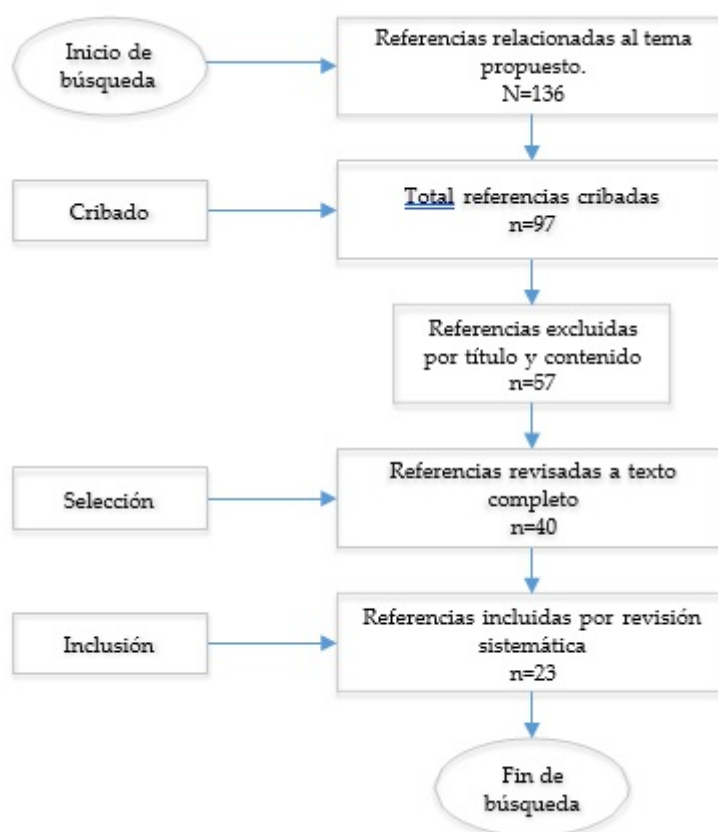 Inicio de
búsqueda
Referencias relacionadas al tema
propuesto.
N=136
Cribado
Total referencias cribadas
n=97
Referencias excluidas
por título y contenido
n=57
Selección
Referencias revisadas a texto
completo
n=40
Inclusión
Referencias incluidas por revisión
sistemática
n=23
Fin de
búsqueda